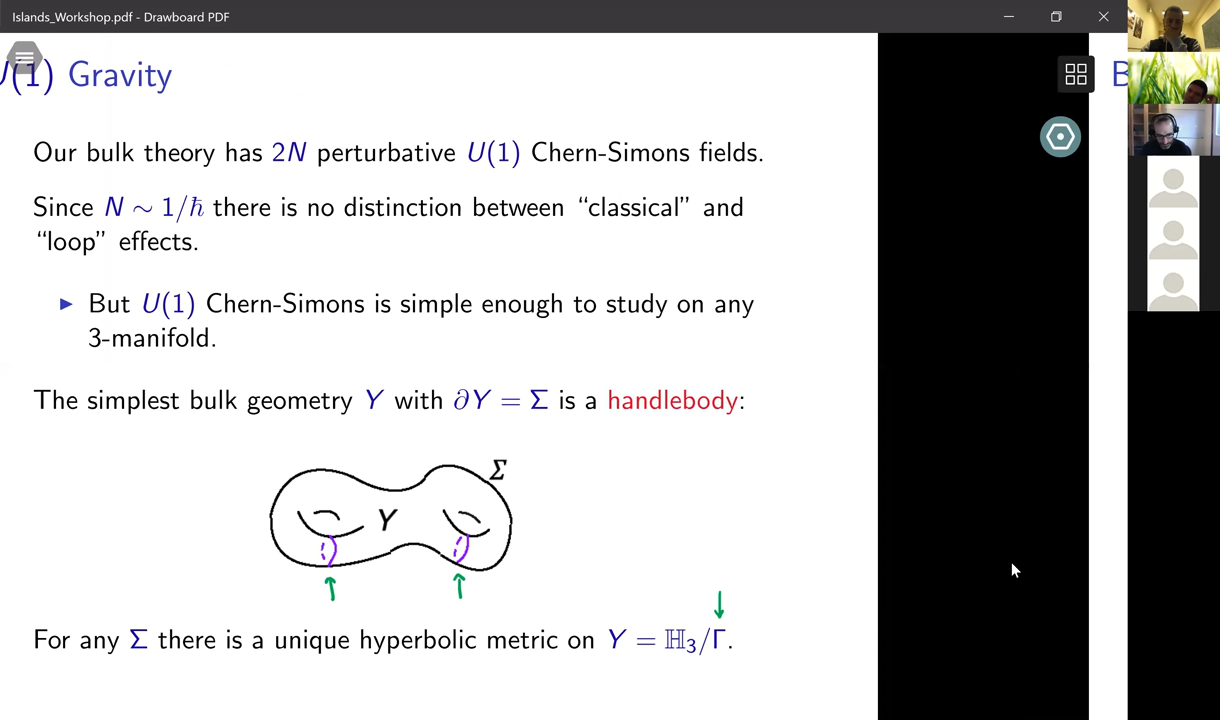 Islands_Workshop.pdf - Drawboard PDF
U(1) Gravity
B
Our bulk theory has 2N perturbative U(1) Chern-Simons fields.
Since N ∼ 1/ℏ there is no distinction between “classical” and
“loop” effects.
▶ But U(1) Chern-Simons is simple enough to study on any
3-manifold.
The simplest bulk geometry Y with ∂Y = Σ is a handlebody:
Σ
Y
For any Σ there is a unique hyperbolic metric on Y = ℍ₃/Γ.